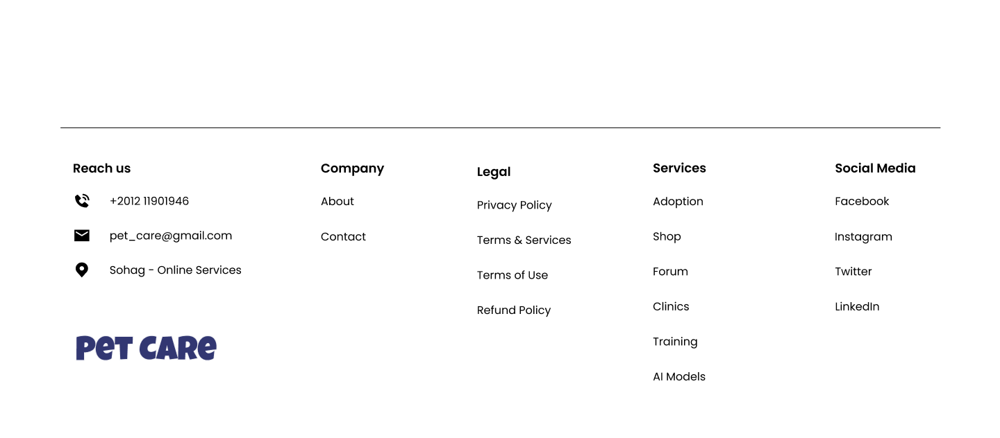 Reach us
+2012 11901946
pet_care@gmail.com
Sohag - Online Services
PeT CARe
Company
About
Contact
Legal
Privacy Policy
Terms & Services
Terms of Use
Refund Policy
Services
Adoption
Shop
Forum
Clinics
Training
AI Models
Social Media
Facebook
Instagram
Twitter
LinkedIn